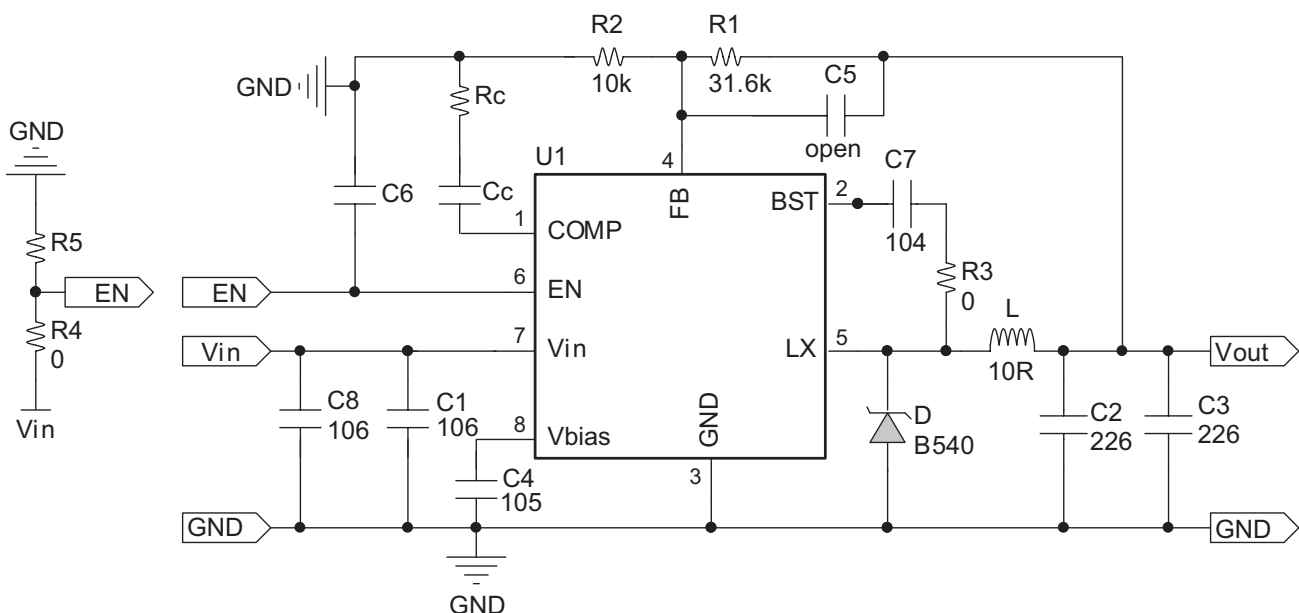 R2
R1
10k
31.6k
C5
open
GND
Rc
GND
U1
4
C7
C6
Cc
FB
BST
2
104
1
COMP
R5
R3
0
6
EN
EN
EN
L
10R
R4
0
Vin
7
Vin
LX
5
Vout
Vin
C8
106
C1
106
8
Vbias
GND
D
B540
C2
226
C3
226
C4
105
3
GND
GND
GND